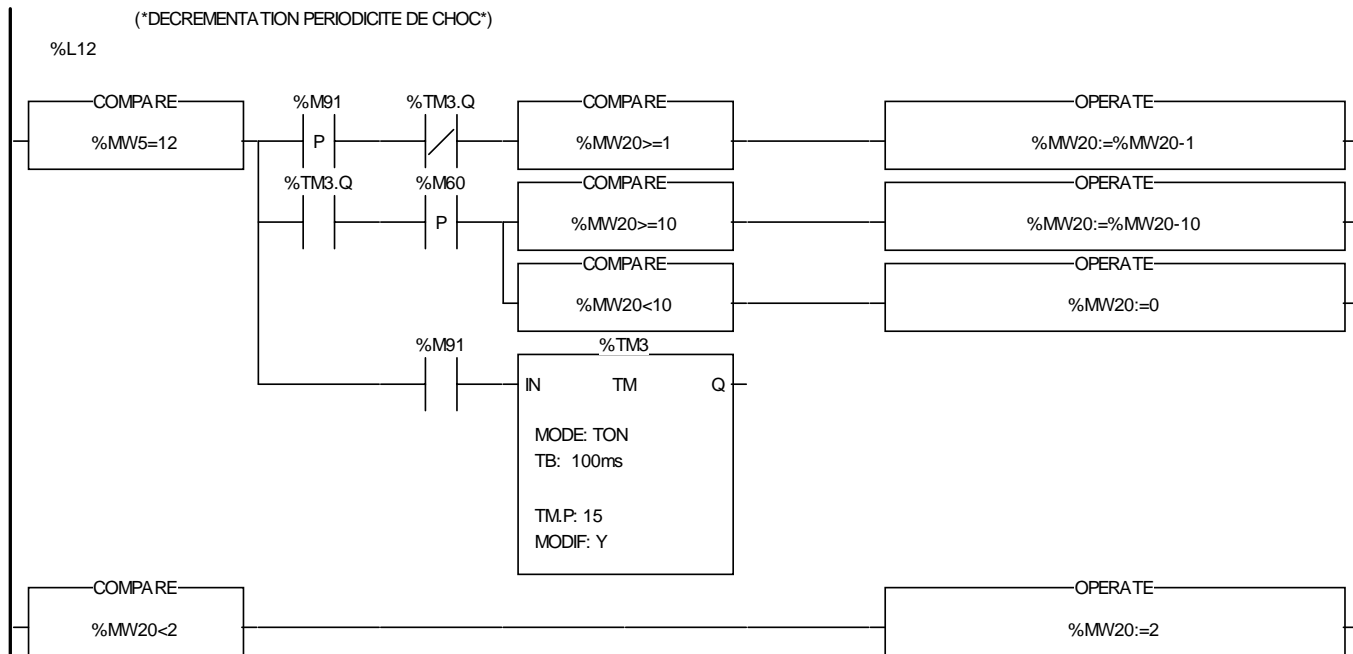 (*DECREMENTATION PERIODICITE DE CHOC*)
%L12
COMPARE %M91 %TM3.Q COMPARE OPERATE
%MW5=12 P %MW20>=1 %MW20:=%MW20-1
%TM3.Q %M60 COMPARE OPERATE
P %MW20>=10 %MW20:=%MW20-10
COMPARE OPERATE
%MW20<10 %MW20:=0
%M91 %TM3
IN TM Q
MODE: TON
TB: 100ms
TM.P: 15
MODIF: Y
COMPARE OPERATE
%MW20<2 %MW20:=2